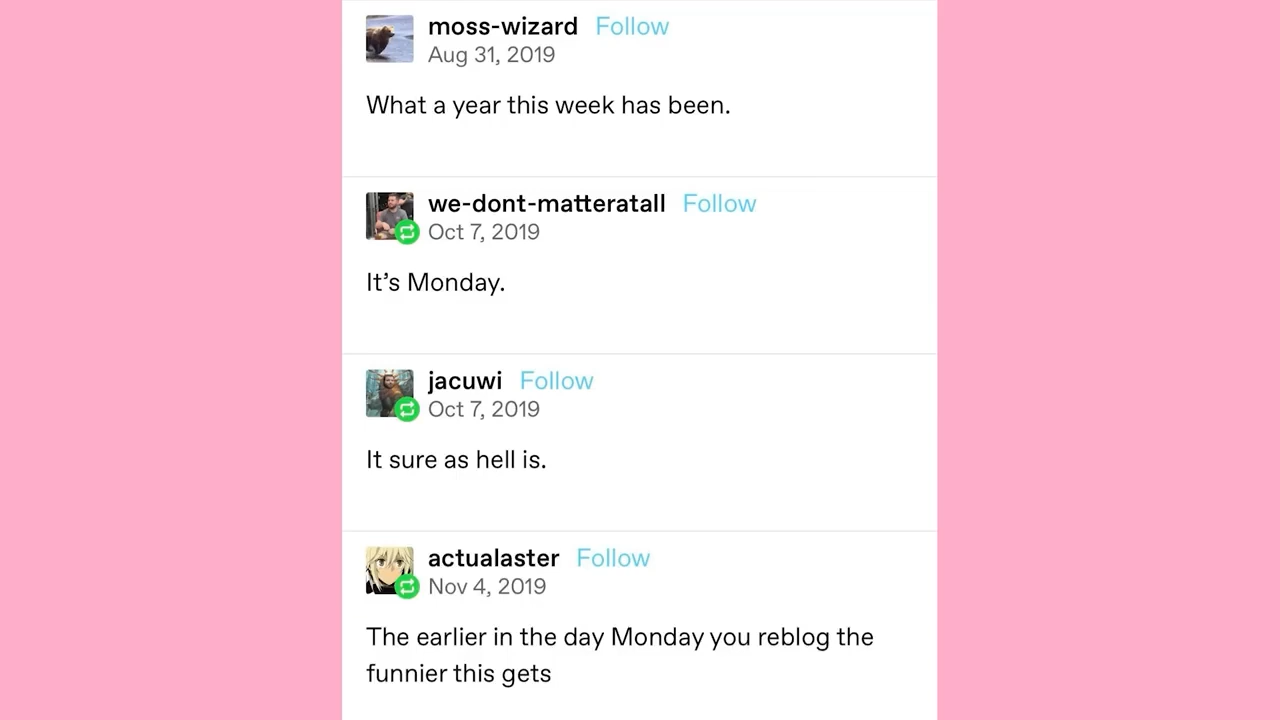 moss-wizard Follow
Aug 31, 2019
What a year this week has been.
we-dont-matteratall Follow
Oct 7, 2019
It’s Monday.
jacuwi Follow
Oct 7, 2019
It sure as hell is.
actualaster Follow
Nov 4, 2019
The earlier in the day Monday you reblog the
funnier this gets